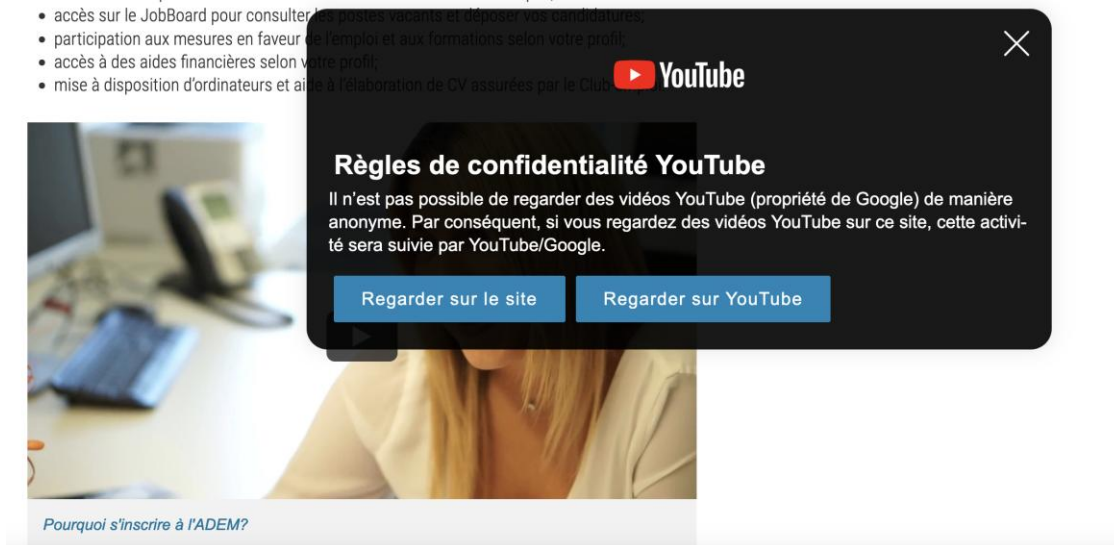 • accès sur le JobBoard pour consulter les postes vacants et déposer vos candidatures;
• participation aux mesures en faveur de l'emploi et aux formations selon votre profil;
• accès à des aides financières selon votre profil;
• mise à disposition d'ordinateurs et aide à l'élaboration de CV assurées par le Club
YouTube
Règles de confidentialité YouTube
Il n'est pas possible de regarder des vidéos YouTube (propriété de Google) de manière
anonyme. Par conséquent, si vous regardez des vidéos YouTube sur ce site, cette activi-
té sera suivie par YouTube/Google.
Regarder sur le site
Regarder sur YouTube
Pourquoi s'inscrire à l'ADEM?